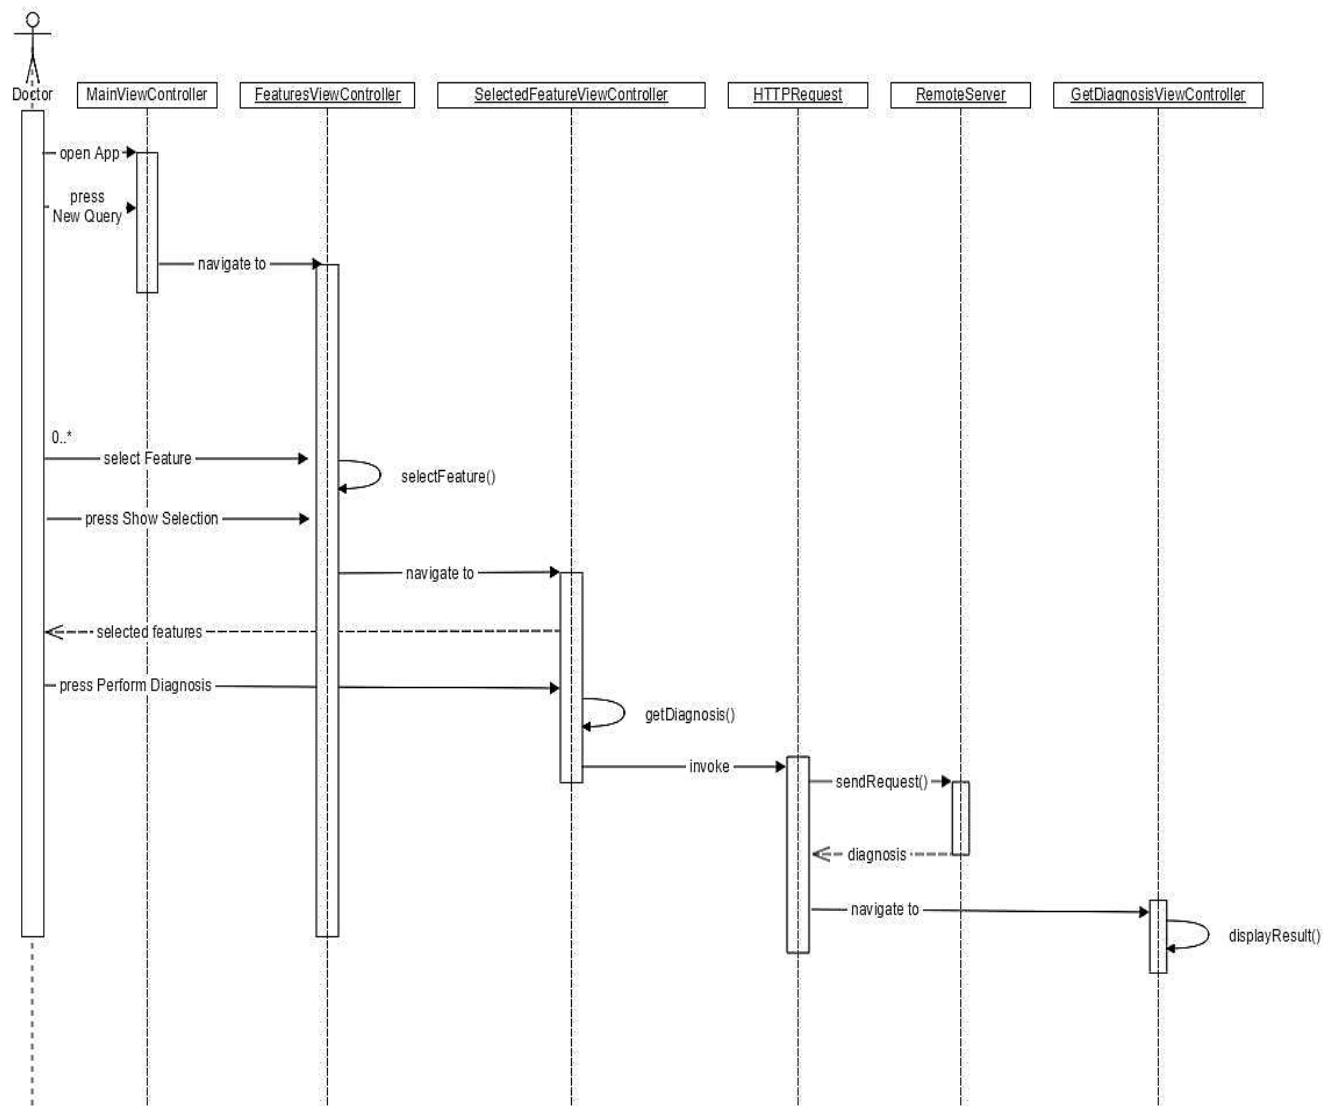 Doctor
MainViewController
FeaturesViewController
SelectedFeatureViewController
HTTPRequest
RemoteServer
GetDiagnosisViewController
open App
press
New Query
navigate to
0..*
select Feature
selectFeature()
press Show Selection
navigate to
selected features
press Perform Diagnosis
getDiagnosis()
invoke
sendRequest()
diagnosis
navigate to
displayResult()